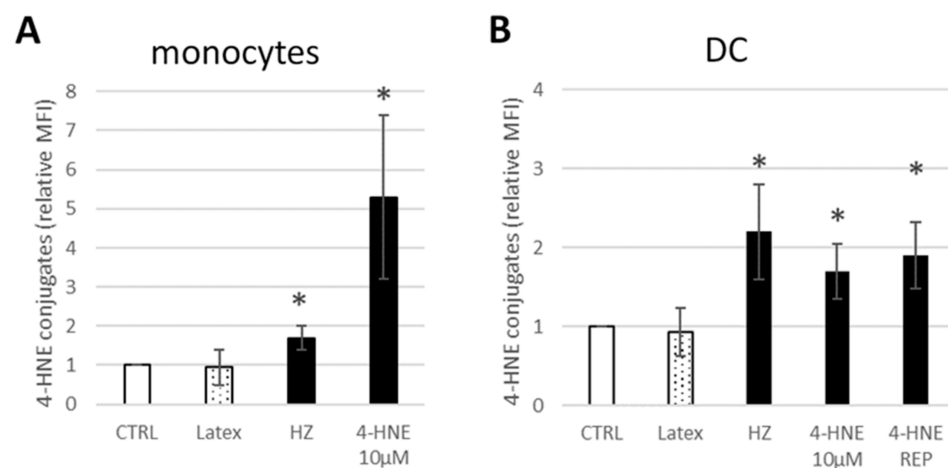 A
monocytes
4-HNE conjugates (relative MFI)
8
7
6
5
4
3
2
1
0
*
*
CTRL
Latex
HZ
4-HNE
10µM
B
DC
4-HNE conjugates (relative MFI)
4
3
2
1
0
*
*
*
CTRL
Latex
HZ
4-HNE
10µM
4-HNE
REP